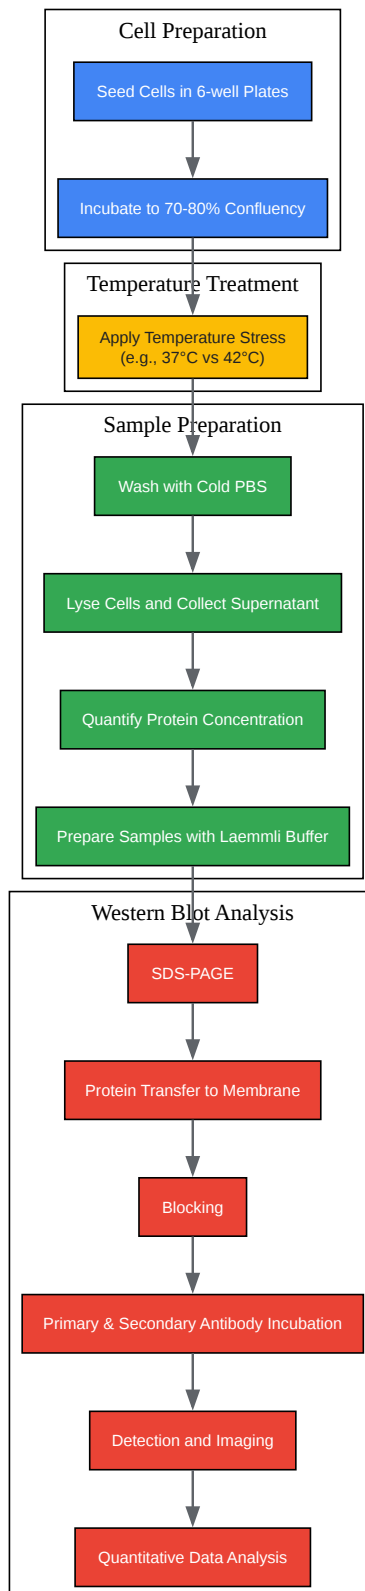 Cell Preparation
Seed Cells in 6-well Plates
Incubate to 70-80% Confluency
Temperature Treatment
Apply Temperature Stress
(e.g., 37°C vs 42°C)
Sample Preparation
Wash with Cold PBS
Lyse Cells and Collect Supernatant
Quantify Protein Concentration
Prepare Samples with Laemmli Buffer
Western Blot Analysis
SDS-PAGE
Protein Transfer to Membrane
Blocking
Primary & Secondary Antibody Incubation
Detection and Imaging
Quantitative Data Analysis